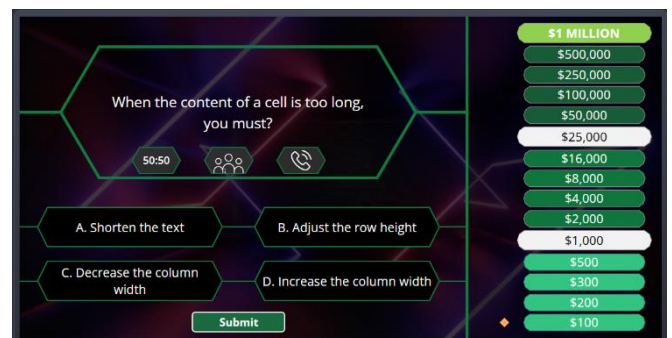 When the content of a cell is too long,
you must?
50:50
A. Shorten the text
B. Adjust the row height
C. Decrease the column
width
D. Increase the column width
Submit
$1 MILLION
$500,000
$250,000
$100,000
$50,000
$25,000
$16,000
$8,000
$4,000
$2,000
$1,000
$500
$300
$200
$100